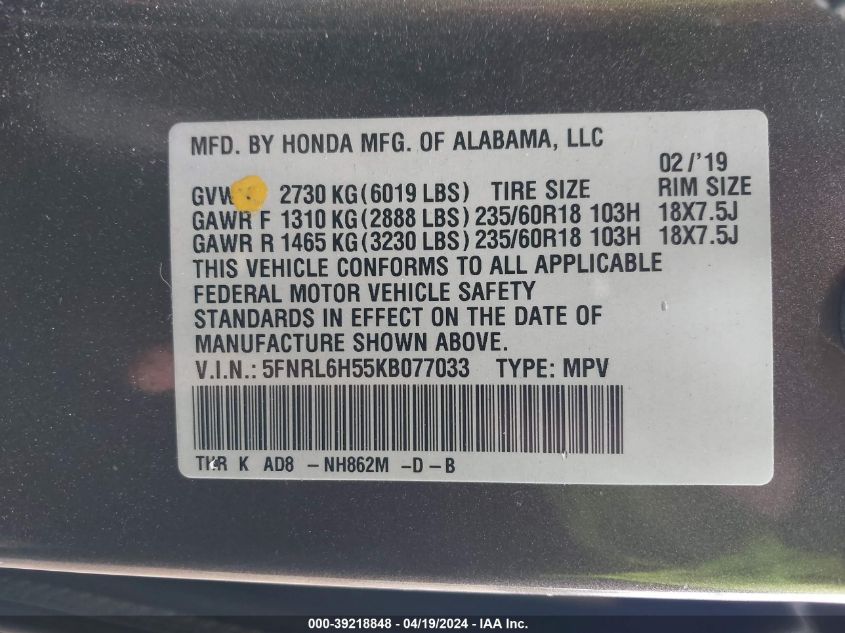 MFD. BY HONDA MFG. OF ALABAMA, LLC
02/'19
GVW 2730 KG(6019 LBS) TIRE SIZE RIM SIZE
GAWR F 1310 KG(2888 LBS) 235/60R18 103H 18X7.5J
GAWR R 1465 KG(3230 LBS) 235/60R18 103H 18X7.5J
THIS VEHICLE CONFORMS TO ALL APPLICABLE
FEDERAL MOTOR VEHICLE SAFETY
STANDARDS IN EFFECT ON THE DATE OF
MANUFACTURE SHOWN ABOVE.
V.I.N.: 5FNRL6H55KB077033 TYPE: MPV
THR K AD8 -NH862M -D-B
000-39218848 - 04/19/2024 - IAA Inc.